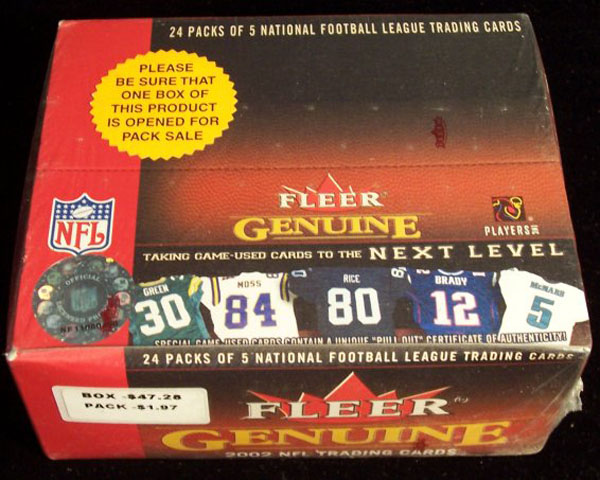 24 PACKS OF 5 NATIONAL FOOTBALL LEAGUE TRADING CARDS
PLEASE
BE SURE THAT
ONE BOX OF
THIS PRODUCT
IS OPENED FOR
PACK SALE
FLEER
GENUINE
NFL
PLAYERS INC
TAKING GAME-USED CARDS TO THE NEXT LEVEL
OFFICIAL
GREEN
30
MOSS
84
RICE
80
BRADY
12
McNABB
5
SPECIAL GAME-USED CARDS CONTAIN A UNIQUE "PULL OUT" CERTIFICATE OF AUTHENTICITY!
24 PACKS OF 5 NATIONAL FOOTBALL LEAGUE TRADING CARDS
BOX -$47.28
PACK -$1.97
FLEER
GENUINE
2002 NFL TRADING CARDS